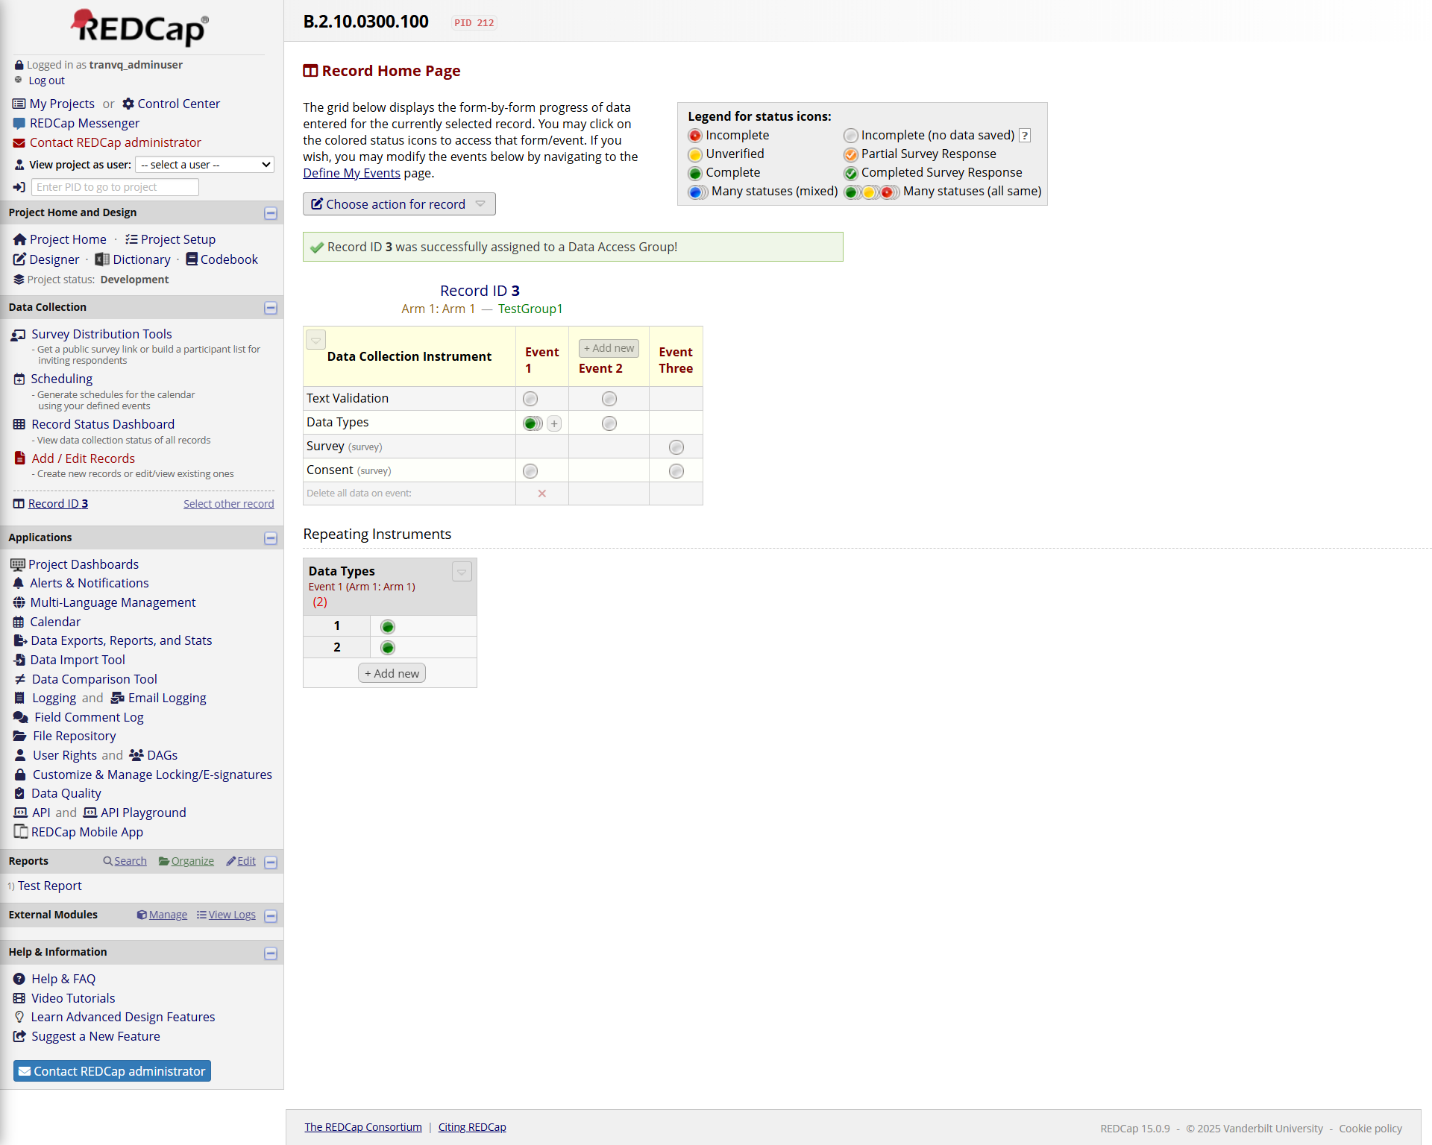 REDCap®
Logged in as tranvq_adminuser
Log out
My Projects or Control Center
REDCap Messenger
Contact REDCap administrator
View project as user: -- select a user --
Enter PID to go to project
Project Home and Design
Project Home · Project Setup
Designer · Dictionary · Codebook
Project status: Development
Data Collection
Survey Distribution Tools
- Get a public survey link or build a participant list for
inviting respondents
Scheduling
- Generate schedules for the calendar
using your defined events
Record Status Dashboard
- View data collection status of all records
Add / Edit Records
- Create new records or edit/view existing ones
Record ID 3 Select other record
Applications
Project Dashboards
Alerts & Notifications
Multi-Language Management
Calendar
Data Exports, Reports, and Stats
Data Import Tool
Data Comparison Tool
Logging and Email Logging
Field Comment Log
File Repository
User Rights and DAGs
Customize & Manage Locking/E-signatures
Data Quality
API and API Playground
REDCap Mobile App
Reports Search Organize Edit
1) Test Report
External Modules Manage View Logs
Help & Information
Help & FAQ
Video Tutorials
Learn Advanced Design Features
Suggest a New Feature
Contact REDCap administrator
B.2.10.0300.100 PID 212
Record Home Page
The grid below displays the form-by-form progress of data
entered for the currently selected record. You may click on
the colored status icons to access that form/event. If you
wish, you may modify the events below by navigating to the
Define My Events page.
Legend for status icons:
Incomplete Incomplete (no data saved) ?
Unverified Partial Survey Response
Complete Completed Survey Response
Many statuses (mixed) Many statuses (all same)
Choose action for record
Record ID 3 was successfully assigned to a Data Access Group!
Record ID 3
Arm 1: Arm 1 — TestGroup1
Data Collection Instrument Event 1 + Add new Event 2 Event Three
Text Validation
Data Types +
Survey (survey)
Consent (survey)
Delete all data on event:
Repeating Instruments
Data Types
Event 1 (Arm 1: Arm 1)
(2)
1
2
+ Add new
The REDCap Consortium | Citing REDCap
REDCap 15.0.9 - © 2025 Vanderbilt University - Cookie policy